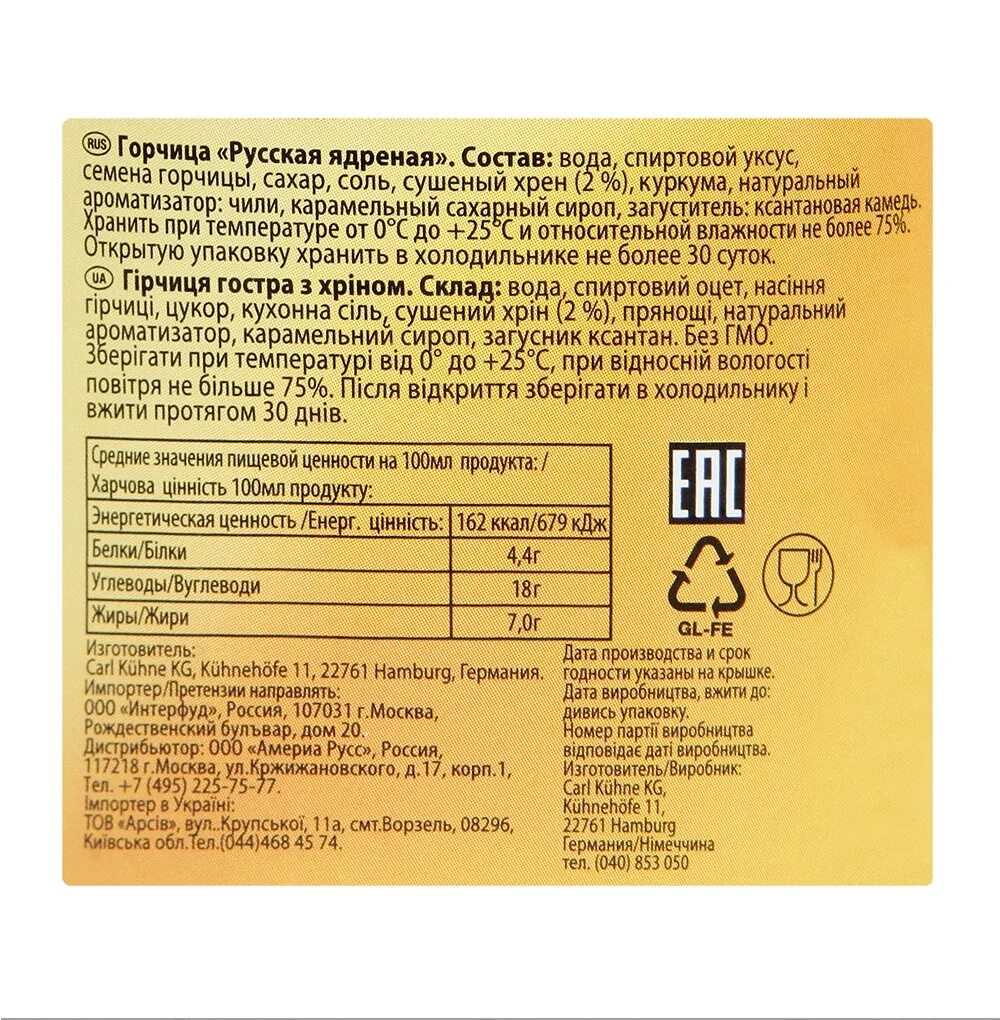 RUS Горчица «Русская ядреная». Состав: вода, спиртовой уксус,
семена горчицы, сахар, соль, сушеный хрен (2 %), куркума, натуральный
ароматизатор: чили, карамельный сахарный сироп, загуститель: ксантановая камедь.
Хранить при температуре от 0°С до +25°С и относительной влажности не более 75%.
Открытую упаковку хранить в холодильнике не более 30 суток.
UA Гірчиця гостра з хріном. Склад: вода, спиртовий оцет, насіння
гірчиці, цукор, кухонна сіль, сушений хрін (2 %), прянощі, натуральний
ароматизатор, карамельний сироп, загусник ксантан. Без ГМО.
Зберігати при температурі від 0° до +25°С, при відносній вологості
повітря не більше 75%. Після відкриття зберігати в холодильнику і
вжити протягом 30 днів.
Средние значения пищевой ценности на 100мл продукта: /
Харчова цінність 100мл продукту:
Энергетическая ценность /Енерг. цінність: 162 ккал/679 кДж
Белки/Білки 4,4г
Углеводы/Вуглеводи 18г
Жиры/Жири 7,0г
EAC
GL-FE
Изготовитель:
Carl Kühne KG, Kühnehöfe 11, 22761 Hamburg, Германия.
Импортер/Претензии направлять:
ООО «Интерфуд», Россия, 107031 г.Москва,
Рождественский булъвар, дом 20.
Дистрибьютор: ООО «Америа Русс», Россия,
117218 г.Москва, ул.Кржижановского, д.17, корп.1,
Тел. +7 (495) 225-75-77.
Імпортер в Україні:
ТОВ «Арсів», вул..Крупської, 11а, смт.Ворзель, 08296,
Київська обл.Тел.(044)468 45 74.
Дата производства и срок
годности указаны на крышке.
Дата виробництва, вжити до:
дивись упаковку.
Номер партії виробництва
відповідає даті виробництва.
Изготовитель/Виробник:
Carl Kühne KG,
Kühnehöfe 11,
22761 Hamburg
Германия/Німеччина
тел. (040) 853 050